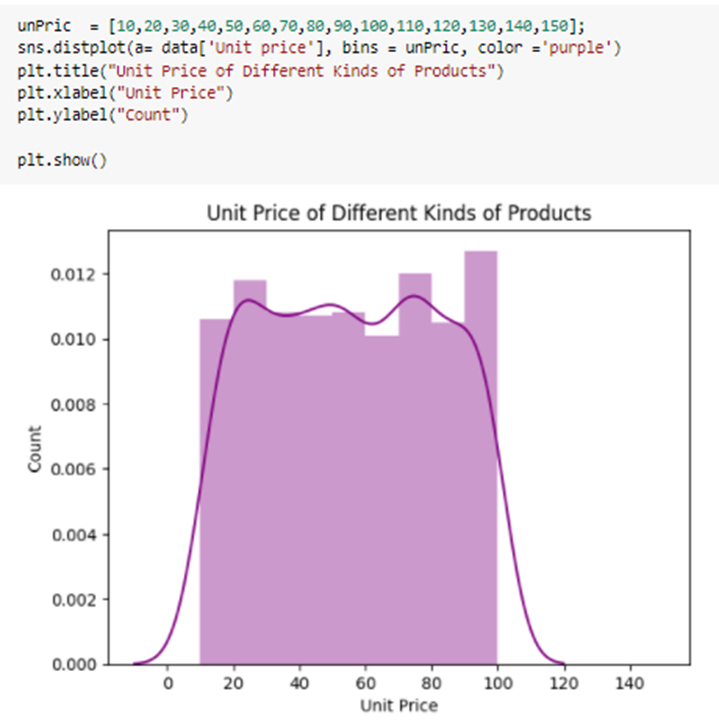 unPric  = [10,20,30,40,50,60,70,80,90,100,110,120,130,140,150];
sns.distplot(a= data['Unit price'], bins = unPric, color ='purple')
plt.title("Unit Price of Different Kinds of Products")
plt.xlabel("Unit Price")
plt.ylabel("Count")
plt.show()
Unit Price of Different Kinds of Products
0.012
0.010
0.008
0.006
0.004
0.002
0.000
Count
0 20 40 60 80 100 120 140
Unit Price